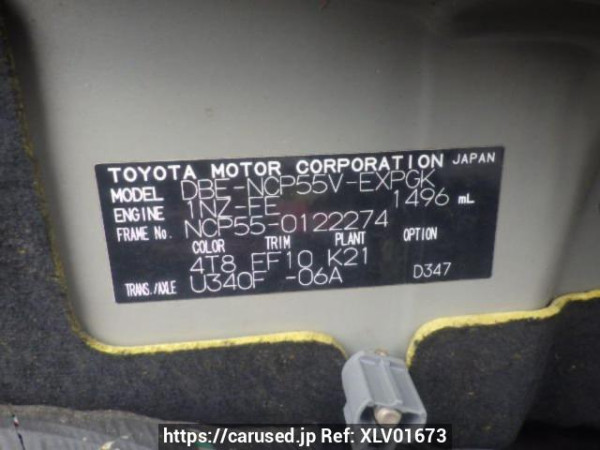 TOYOTA MOTOR CORPORATION JAPAN
MODEL DBE-NCP55V-EXPGK
ENGINE 1NZ-FE 1496 mL
FRAME No. NCP55-0122274
COLOR TRIM PLANT OPTION
4T8 EF10 K21
TRANS./AXLE U340F -06A D347
https://carused.jp Ref: XLV01673